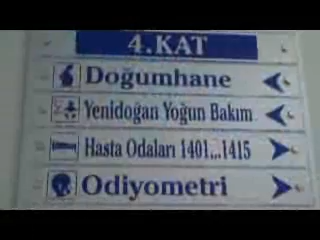 4.KAT
Doğumhane
Yenidoğan Yoğun Bakım
Hasta Odaları 1401...1415
Odiyometri